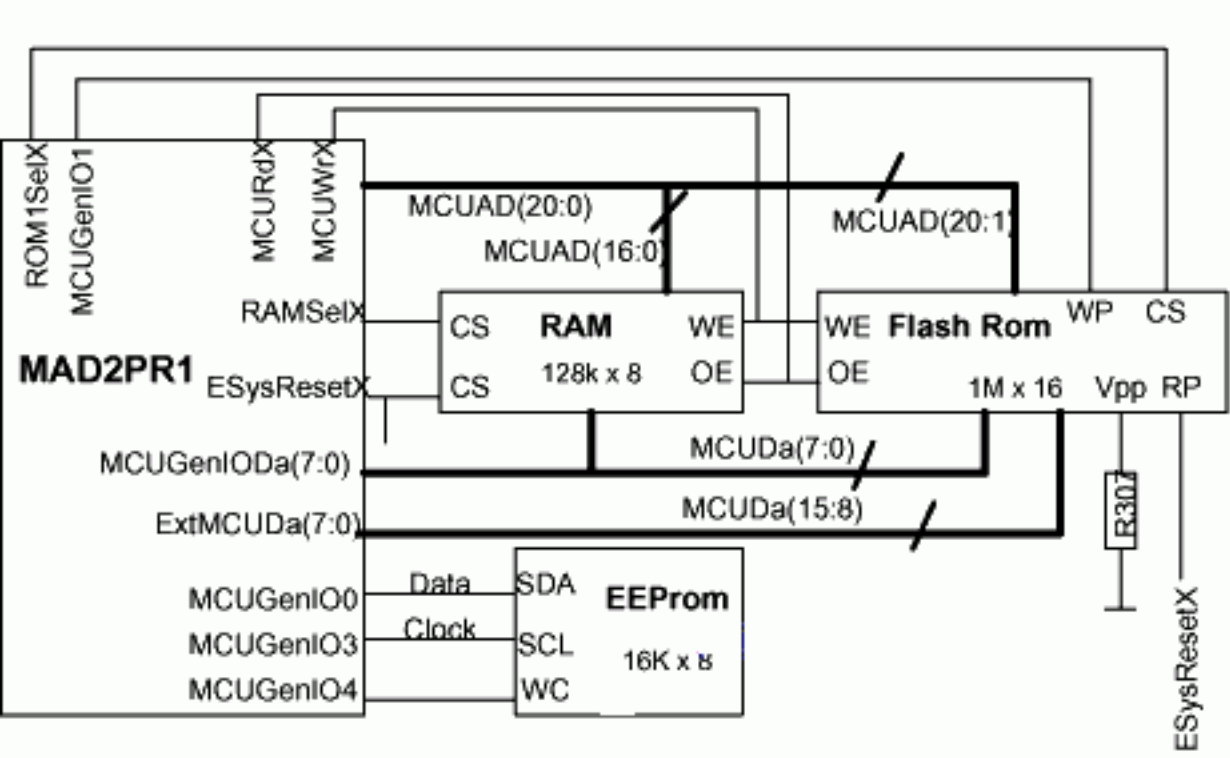 ROM1SelX
MCUGenIO1
MCURdX
MCUWrX
MCUAD(20:0)
MCUAD(16:0)
MCUAD(20:1)
RAMSelX
CS
RAM
WE
WE
Flash Rom
WP
CS
MAD2PR1
ESysResetX
CS
128k x 8
OE
OE
1M x 16
Vpp
RP
MCUGenIODa(7:0)
MCUDa(7:0)
ExtMCUDa(7:0)
MCUDa(15:8)
R307
MCUGenIO0
Data
SDA
EEProm
MCUGenIO3
Clock
SCL
16K x 8
MCUGenIO4
WC
ESysResetX